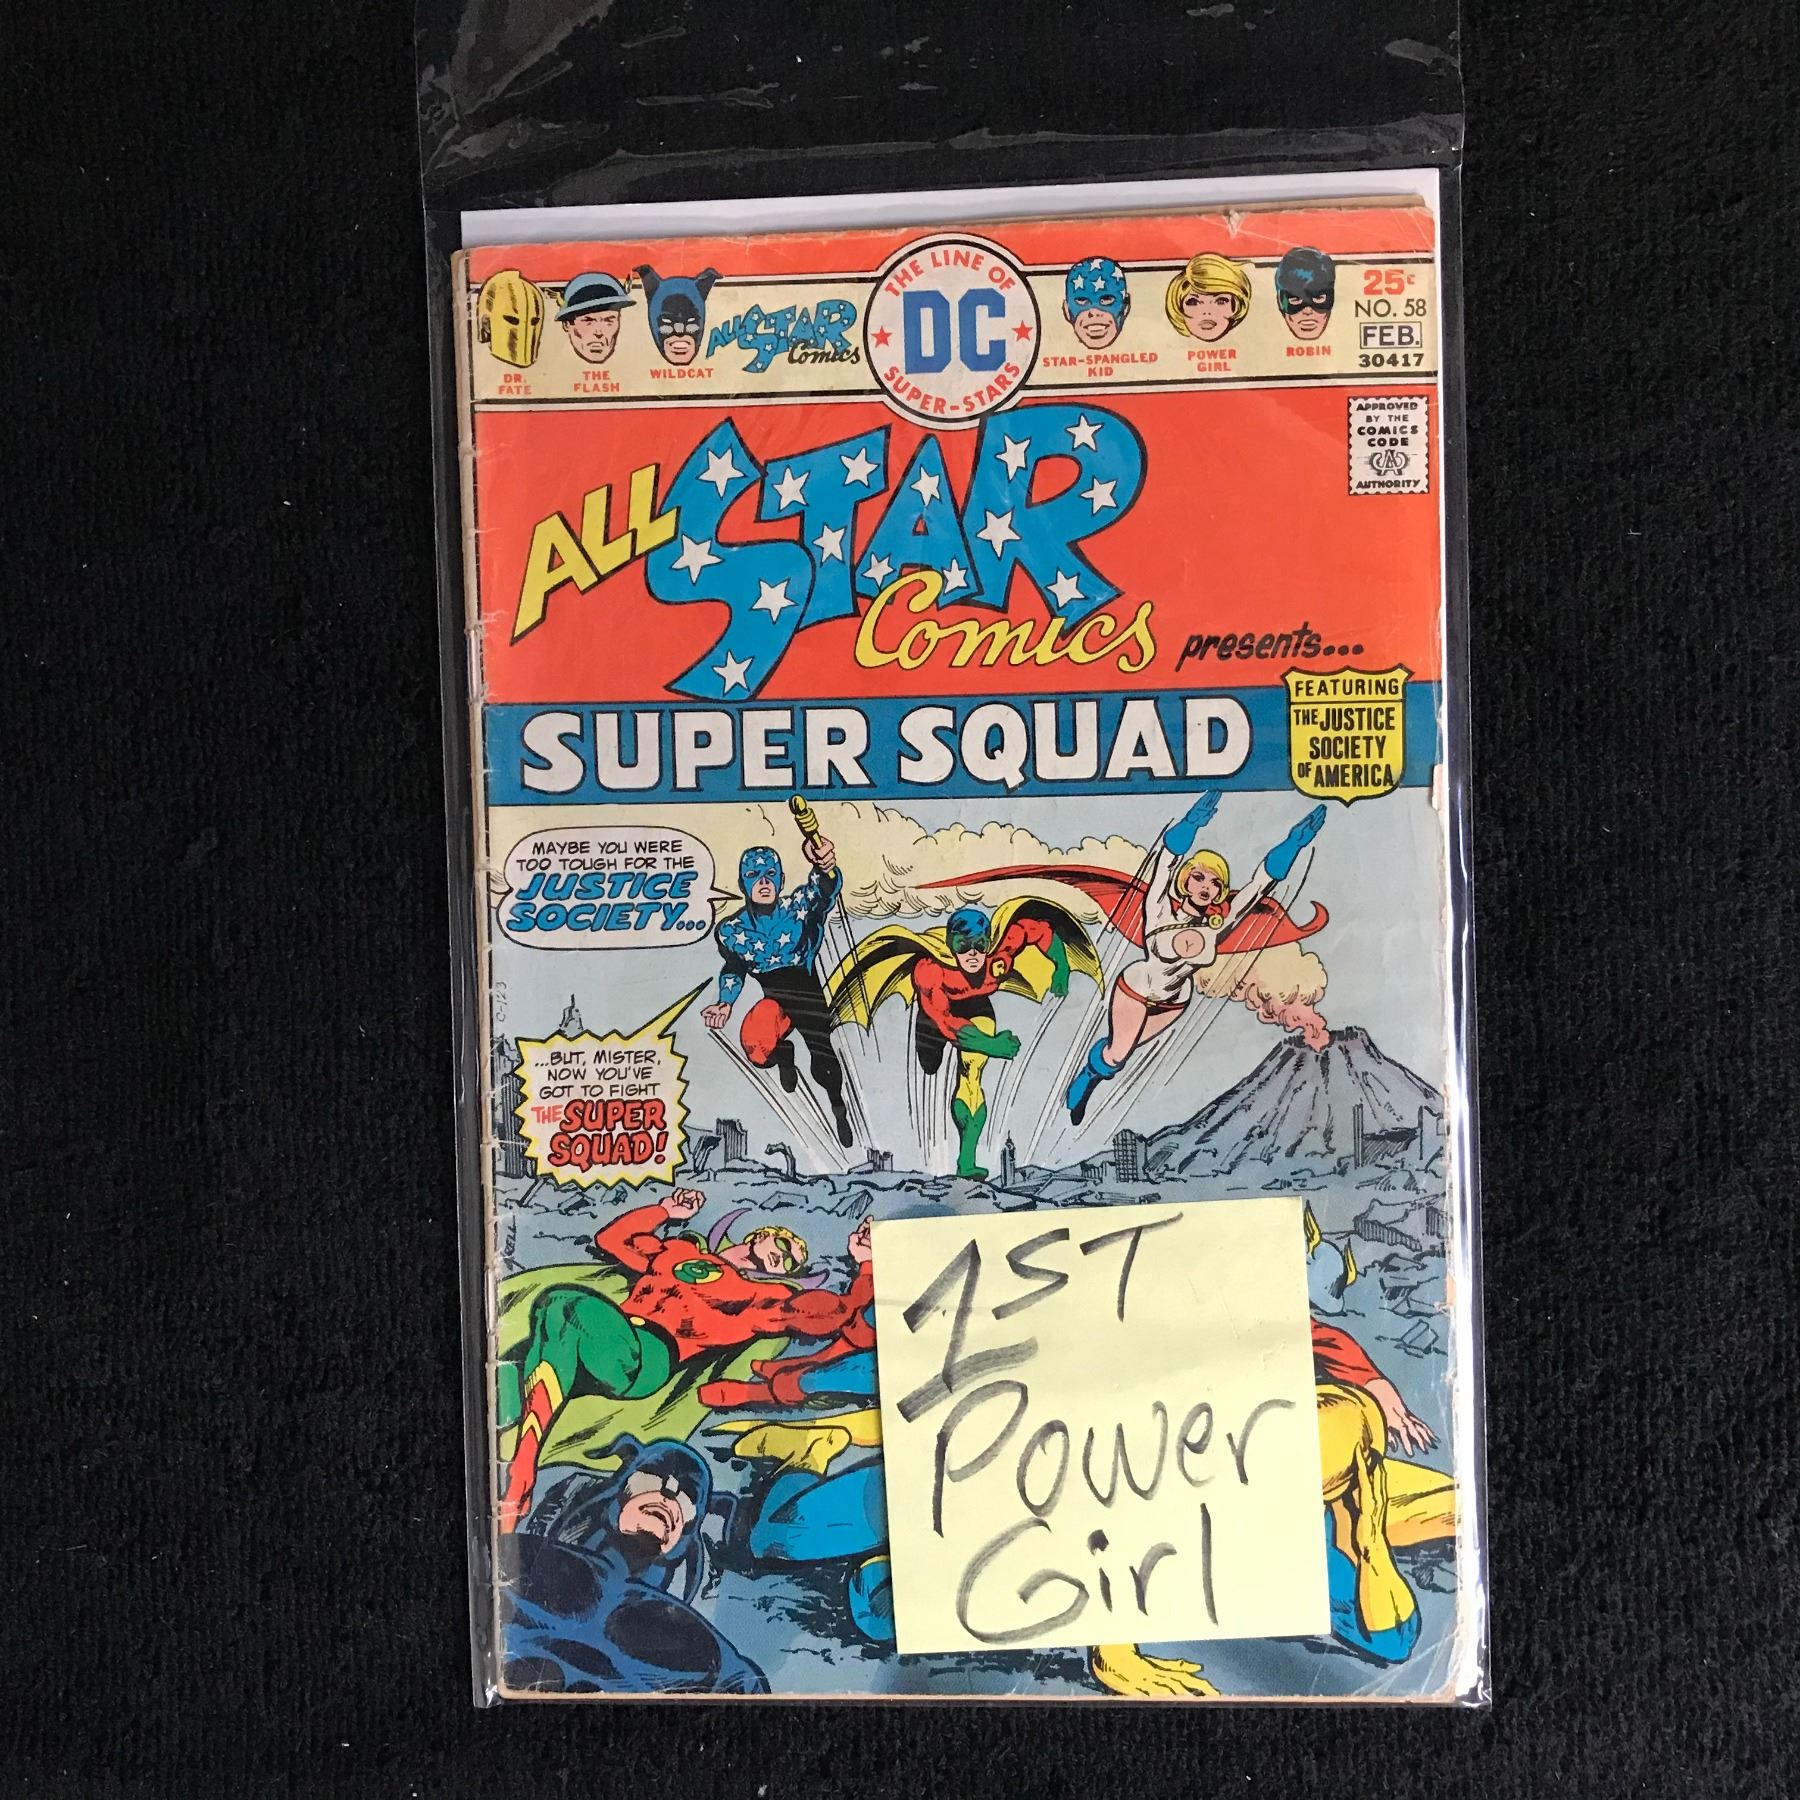 THE LINE OF
DC
SUPER-STARS
DR. FATE
THE FLASH
WILDCAT
ALL STAR Comics
STAR-SPANGLED KID
POWER GIRL
ROBIN
25¢
NO. 58
FEB.
30417
APPROVED
BY THE
COMICS
CODE
AUTHORITY
ALL STAR
Comics presents...
SUPER SQUAD
FEATURING
THE JUSTICE
SOCIETY
OF AMERICA
MAYBE YOU WERE
TOO TOUGH FOR THE
JUSTICE
SOCIETY...
...BUT, MISTER,
NOW YOU'VE
GOT TO FIGHT
THE SUPER
SQUAD!
C-123
R
1ST
Power
Girl